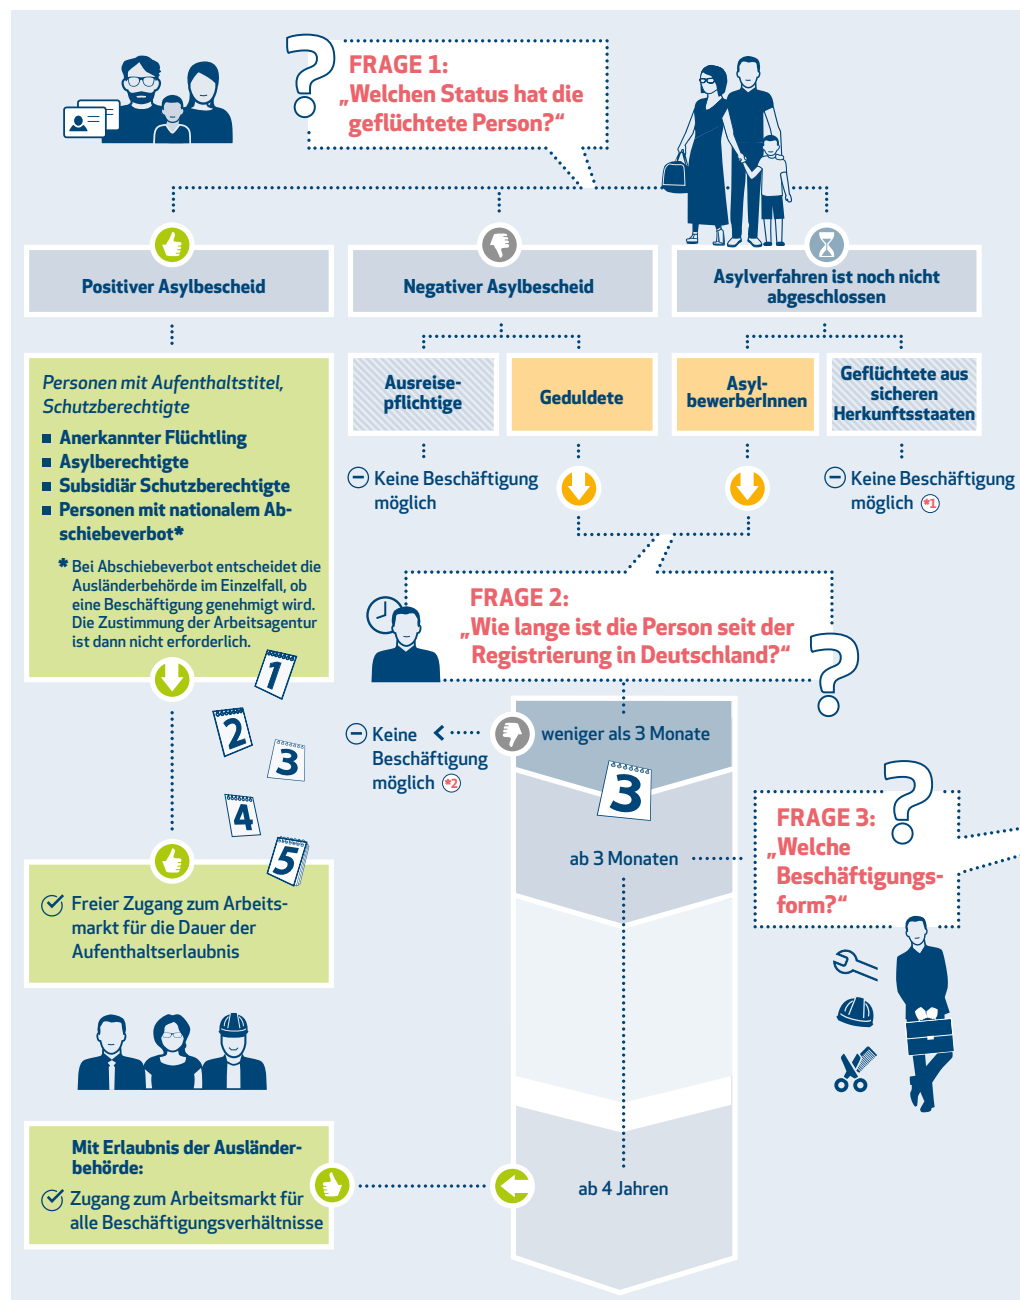 FRAGE 1:
„Welchen Status hat die
geflüchtete Person?“
Positiver Asylbescheid
Negativer Asylbescheid
Asylverfahren ist noch nicht
abgeschlossen
Personen mit Aufenthaltstitel,
Schutzberechtigte
Anerkannter Flüchtling
Asylberechtigte
Subsidiär Schutzberechtigte
Personen mit nationalem Ab-
schiebeverbot*
* Bei Abschiebeverbot entscheidet die
Ausländerbehörde im Einzelfall, ob
eine Beschäftigung genehmigt wird.
Die Zustimmung der Arbeitsagentur
ist dann nicht erforderlich.
Ausreise-
pflichtige
Geduldete
Asyl-
bewerberInnen
Geflüchtete aus
sicheren
Herkunftsstaaten
Keine Beschäftigung
möglich
Keine Beschäftigung
möglich *1
FRAGE 2:
„Wie lange ist die Person seit der
Registrierung in Deutschland?“
1
2
3
4
5
Keine
Beschäftigung
möglich *2
weniger als 3 Monate
3
ab 3 Monaten
FRAGE 3:
„Welche
Beschäftigungs-
form?“
Freier Zugang zum Arbeits-
markt für die Dauer der
Aufenthaltserlaubnis
Mit Erlaubnis der Ausländer-
behörde:
Zugang zum Arbeitsmarkt für
alle Beschäftigungsverhältnisse
ab 4 Jahren